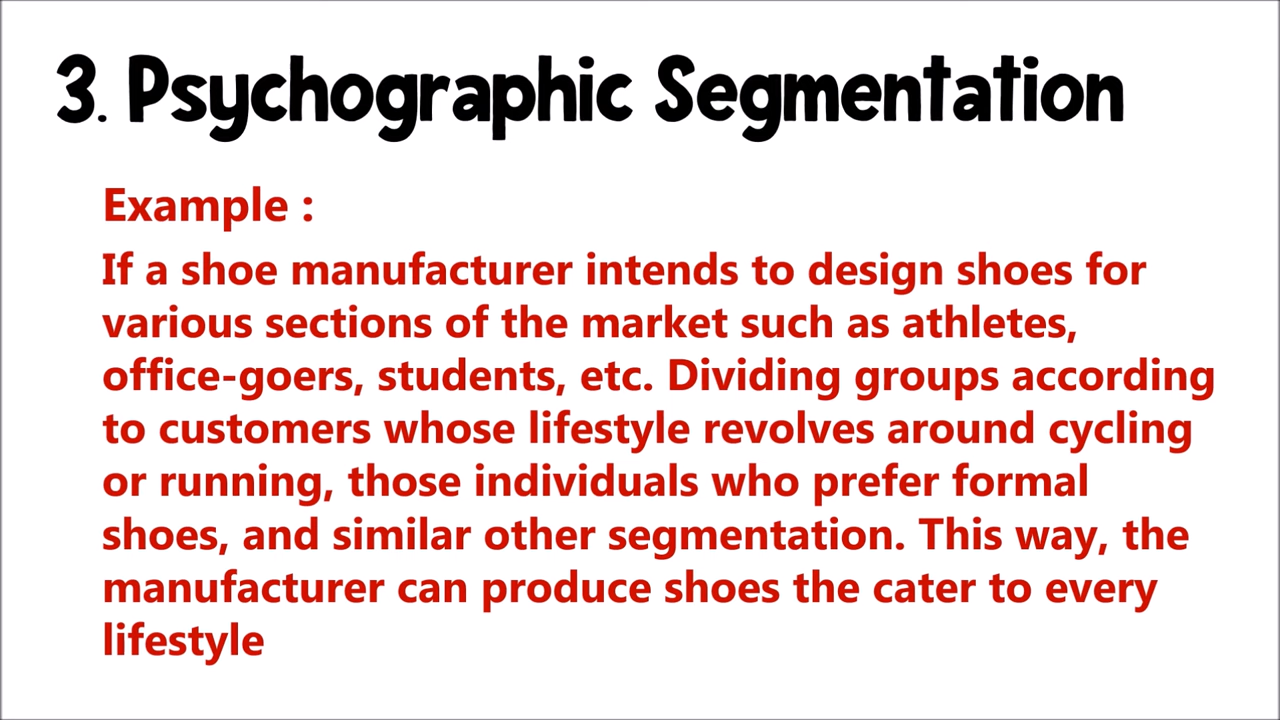 3. Psychographic Segmentation
Example :
If a shoe manufacturer intends to design shoes for
various sections of the market such as athletes,
office-goers, students, etc. Dividing groups according
to customers whose lifestyle revolves around cycling
or running, those individuals who prefer formal
shoes, and similar other segmentation. This way, the
manufacturer can produce shoes the cater to every
lifestyle